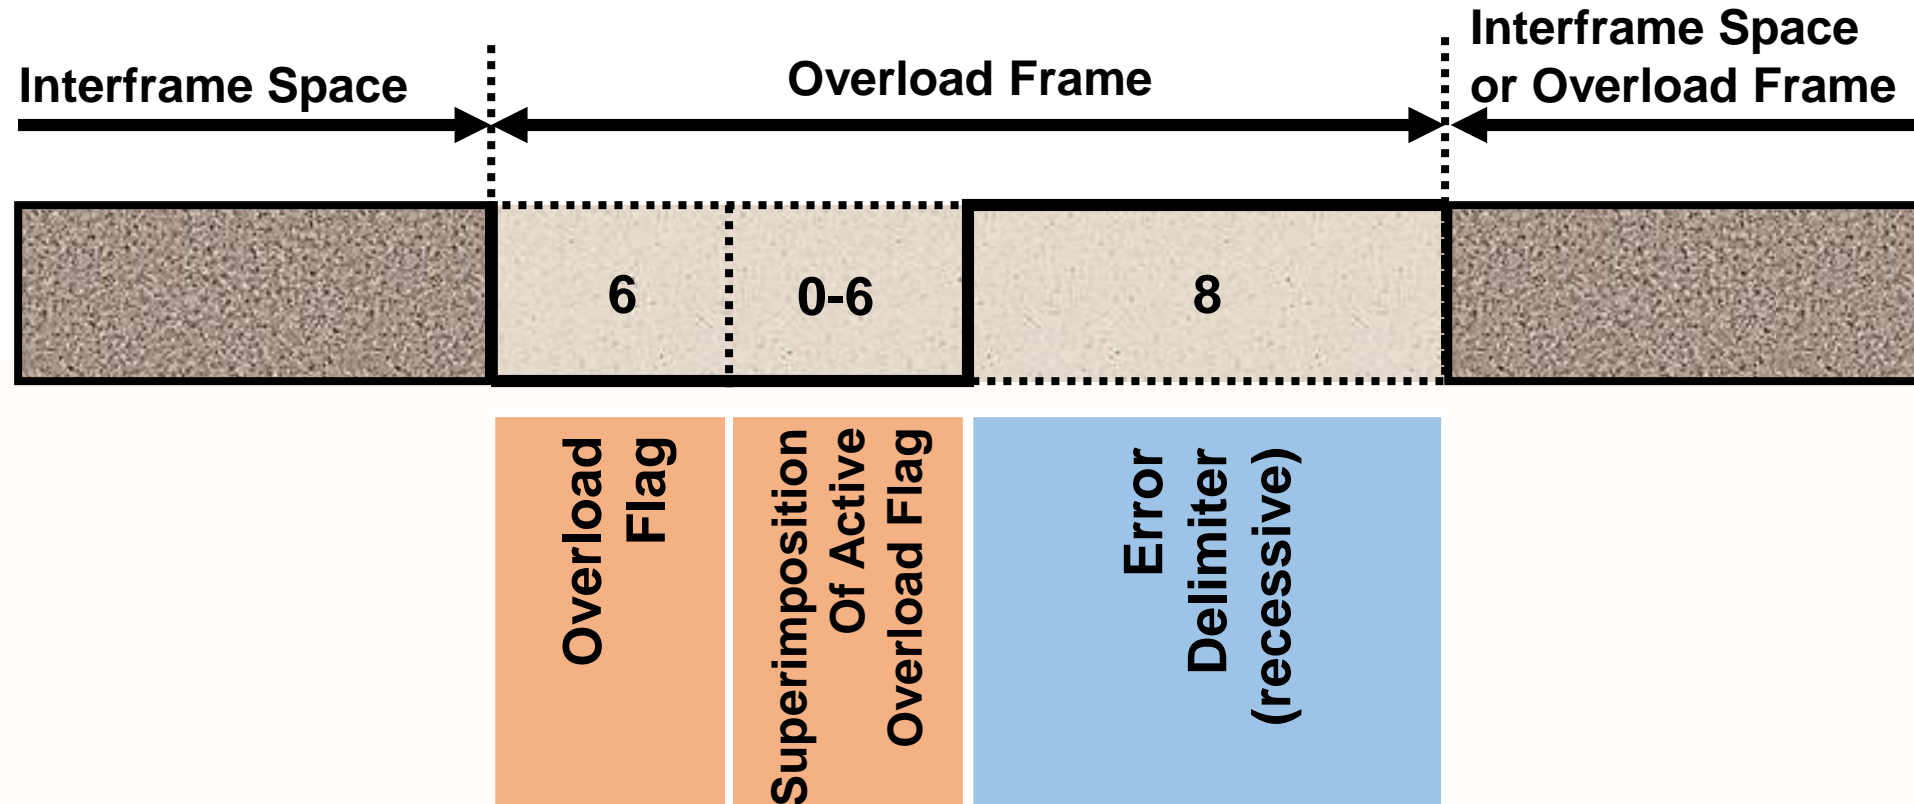 Interframe Space
Overload Frame
Interframe Space
or Overload Frame
6
0-6
8
Overload
Flag
Superimposition
Of Active
Overload Flag
Error
Delimiter
(recessive)